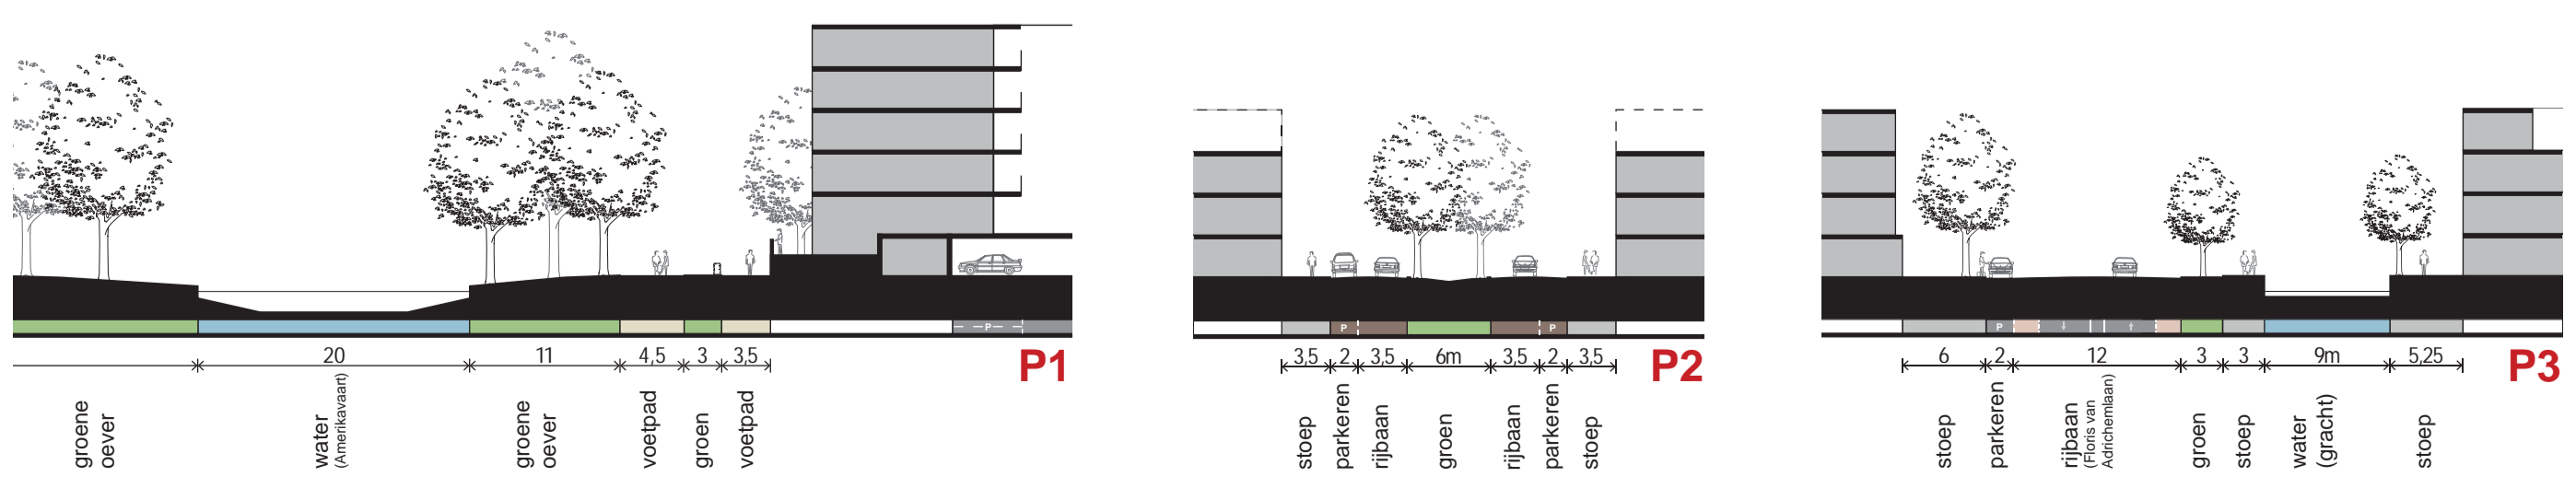 P
20
11
4,5
3
3,5
P1
groene
oever
water
(Amerikavaart)
groene
oever
voetpad
groen
voetpad
P
P
3,5
2
3,5
6m
3,5
2
3,5
P2
stoep
parkeren
rijbaan
groen
rijbaan
parkeren
stoep
P
6
2
12
3
3
9m
5,25
P3
stoep
parkeren
rijbaan
(Floris van
Adrichemlaan)
groen
stoep
water
(gracht)
stoep